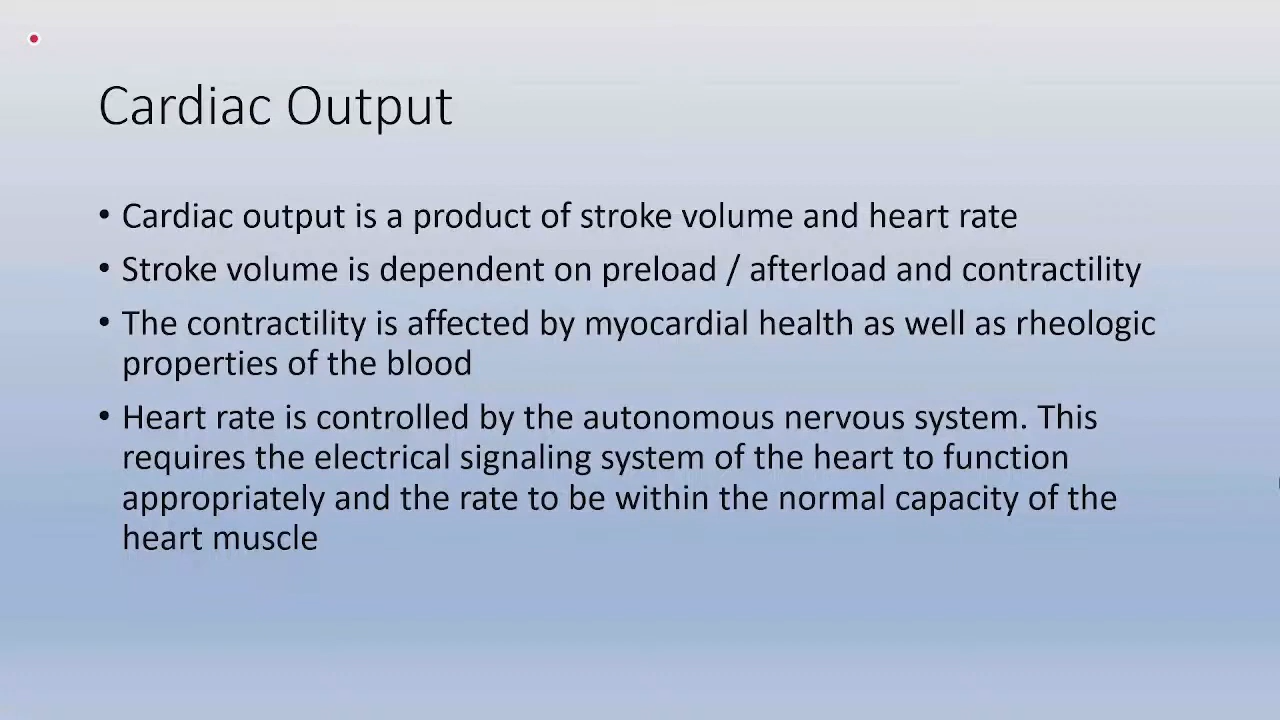 Cardiac Output
• Cardiac output is a product of stroke volume and heart rate
• Stroke volume is dependent on preload / afterload and contractility
• The contractility is affected by myocardial health as well as rheologic
properties of the blood
• Heart rate is controlled by the autonomous nervous system. This
requires the electrical signaling system of the heart to function
appropriately and the rate to be within the normal capacity of the
heart muscle